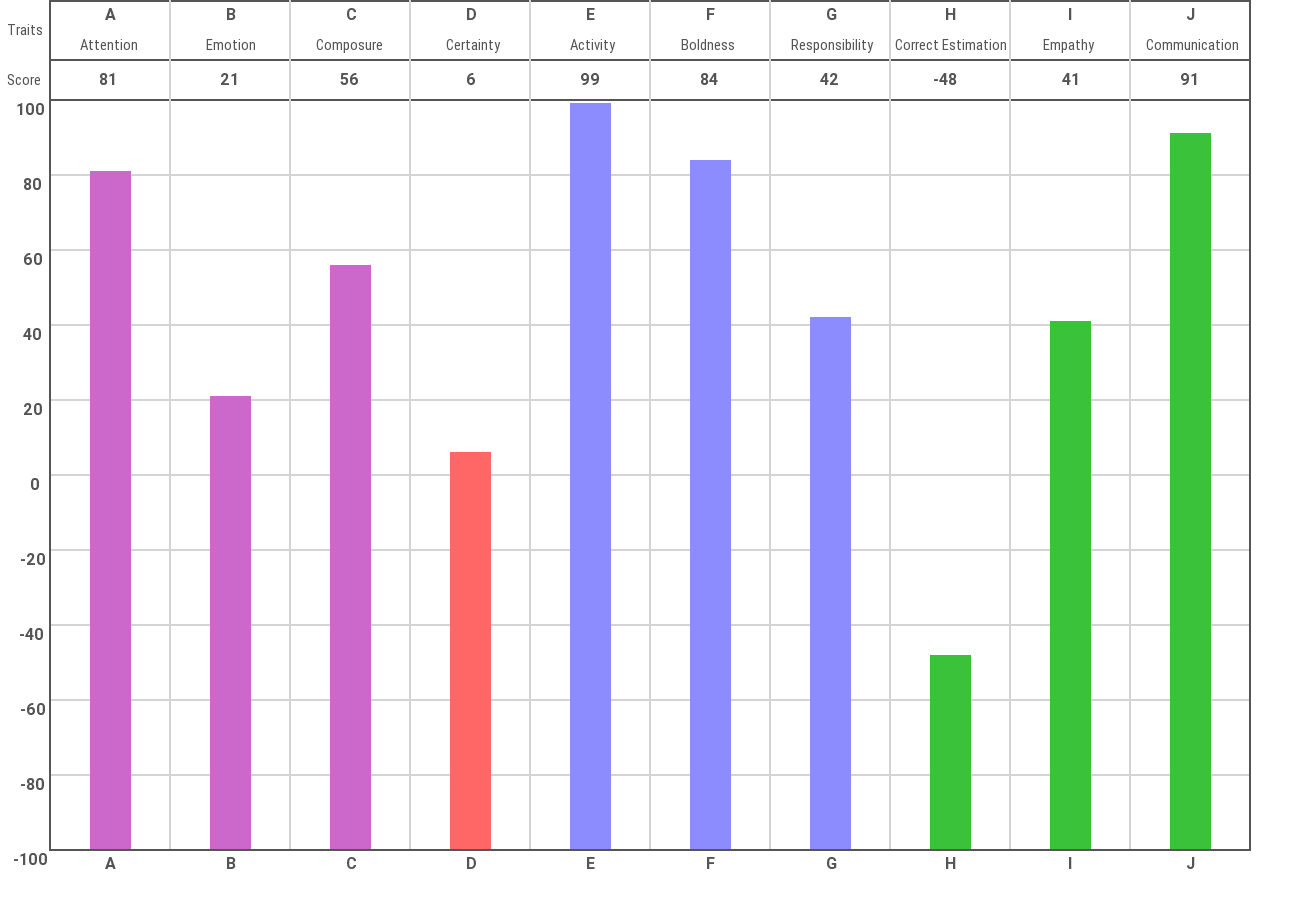 A B C D E F G H I J
Traits
Attention Emotion Composure Certainty Activity Boldness Responsibility Correct Estimation Empathy Communication
Score 81 21 56 6 99 84 42 -48 41 91
100
80
60
40
20
0
-20
-40
-60
-80
-100
A B C D E F G H I J